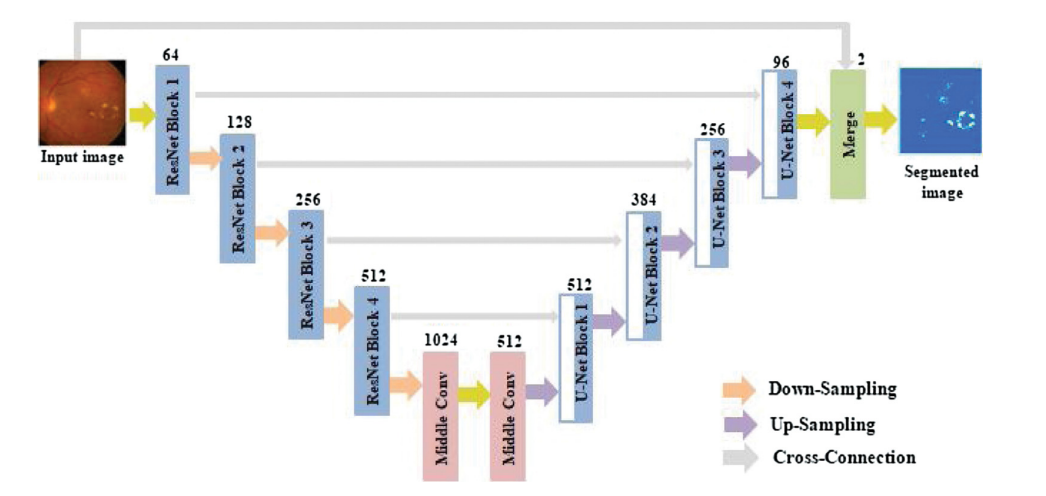 64
ResNet Block 1
Input image
128
ResNet Block 2
256
ResNet Block 3
512
ResNet Block 4
1024
Middle Conv
512
Middle Conv
512
U-Net Block 1
384
U-Net Block 2
256
U-Net Block 3
96
U-Net Block 4
2
Merge
Segmented
image
Down-Sampling
Up-Sampling
Cross-Connection